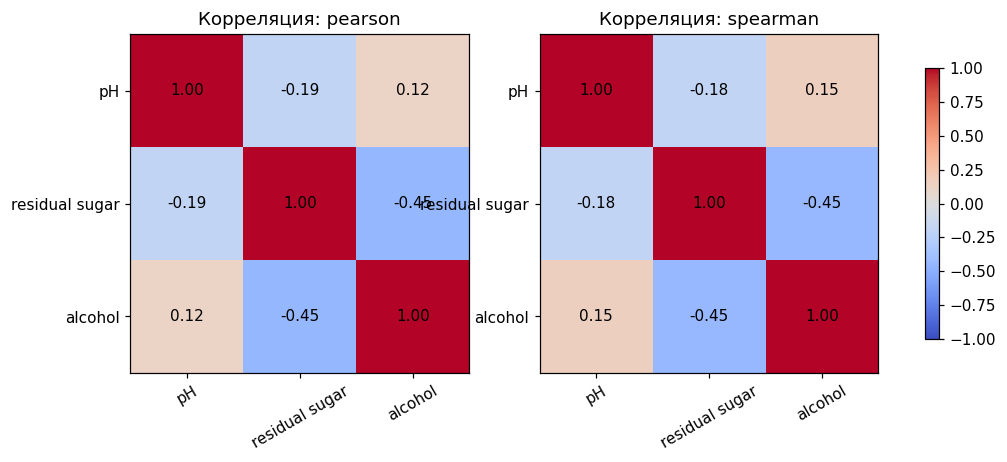 Корреляция: pearson
pH
1.00
-0.19
0.12
residual sugar
-0.19
1.00
-0.45
alcohol
0.12
-0.45
1.00
pH
residual sugar
alcohol
Корреляция: spearman
pH
1.00
-0.18
0.15
residual sugar
-0.18
1.00
-0.45
alcohol
0.15
-0.45
1.00
pH
residual sugar
alcohol
1.00
0.75
0.50
0.25
0.00
−0.25
−0.50
−0.75
−1.00